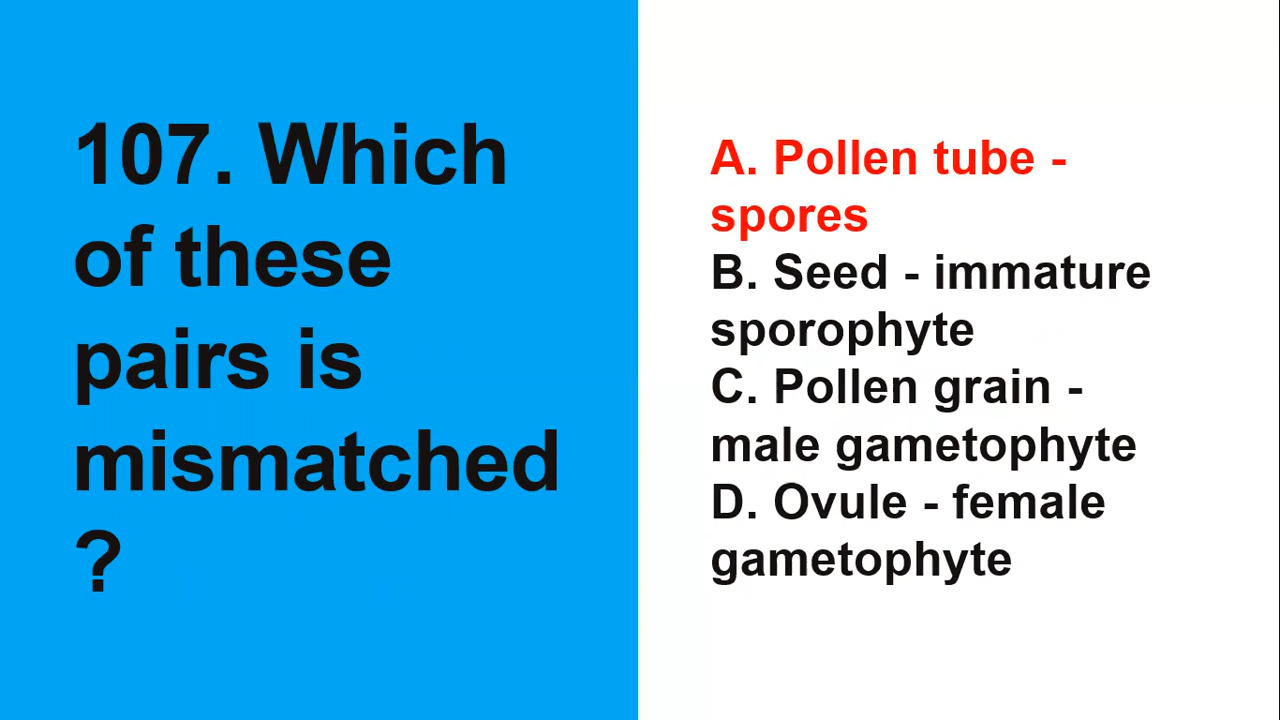 107. Which
of these
pairs is
mismatched
?
A. Pollen tube -
spores
B. Seed - immature
sporophyte
C. Pollen grain -
male gametophyte
D. Ovule - female
gametophyte